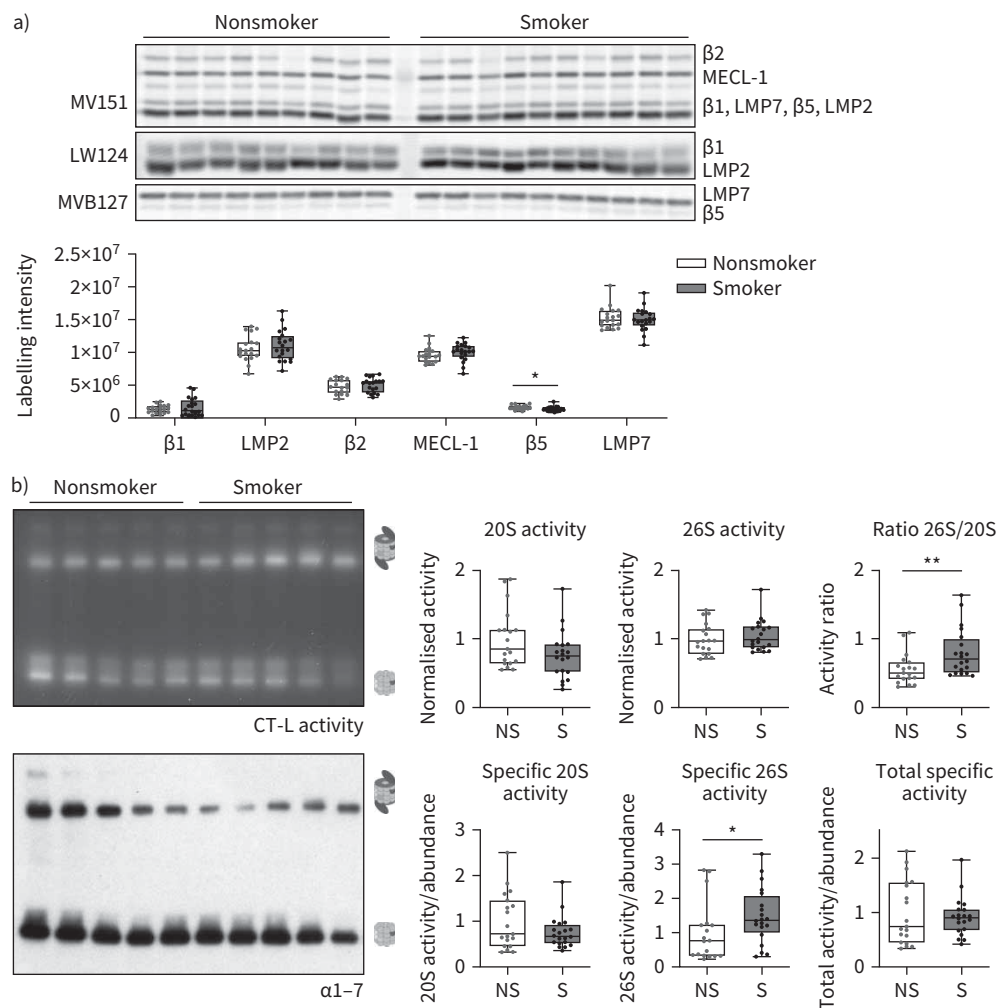 a)
Nonsmoker Smoker
MV151
β2
MECL-1
β1, LMP7, β5, LMP2
LW124
β1
LMP2
MVB127
LMP7
β5
Labelling intensity
2.5×10⁷
2×10⁷
1.5×10⁷
1×10⁷
5×10⁶
0
*
β1 LMP2 β2 MECL-1 β5 LMP7
Nonsmoker
Smoker
b)
Nonsmoker Smoker
CT-L activity
α1–7
20S activity
Normalised activity
2
1
0
NS S
26S activity
Normalised activity
2
1
0
NS S
Ratio 26S/20S
Activity ratio
2
1
0
**
NS S
Specific 20S
activity
20S activity/abundance
3
2
1
0
NS S
Specific 26S
activity
26S activity/abundance
4
3
2
1
0
*
NS S
Total specific
activity
Total activity/abundance
2
1
0
NS S